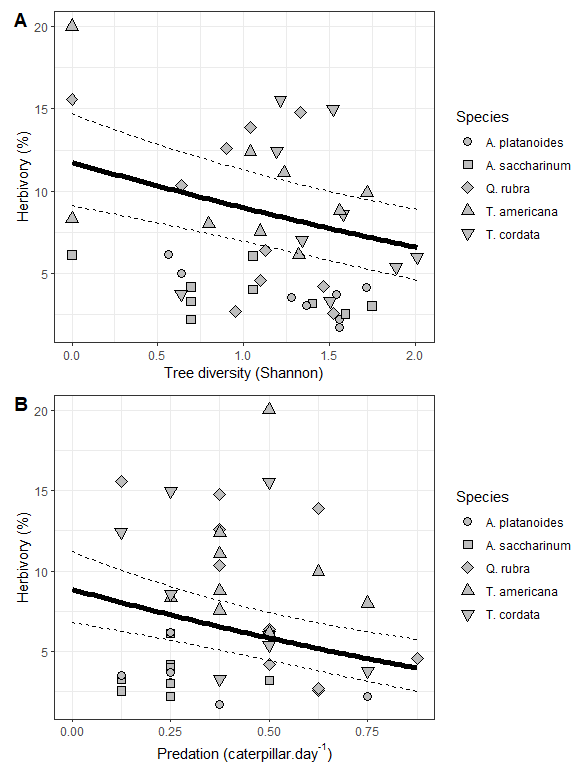 A
20
15
10
5
Herbivory (%)
0.0 0.5 1.0 1.5 2.0
Tree diversity (Shannon)
Species
A. platanoides
A. saccharinum
Q. rubra
T. americana
T. cordata
B
20
15
10
5
Herbivory (%)
0.00 0.25 0.50 0.75
Predation (caterpillar.day⁻¹)
Species
A. platanoides
A. saccharinum
Q. rubra
T. americana
T. cordata